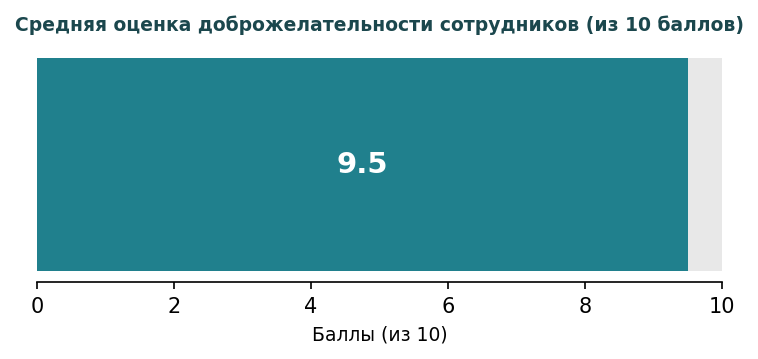 Средняя оценка доброжелательности сотрудников (из 10 баллов)
9.5
0 2 4 6 8 10
Баллы (из 10)